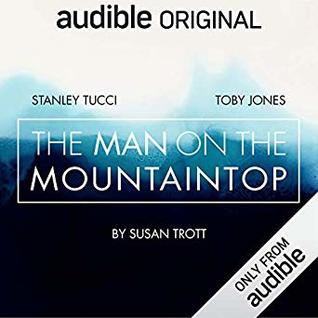 audible ORIGINAL
STANLEY TUCCI
TOBY JONES
THE MAN ON THE
MOUNTAINTOP
BY SUSAN TROTT
ONLY FROM
audible